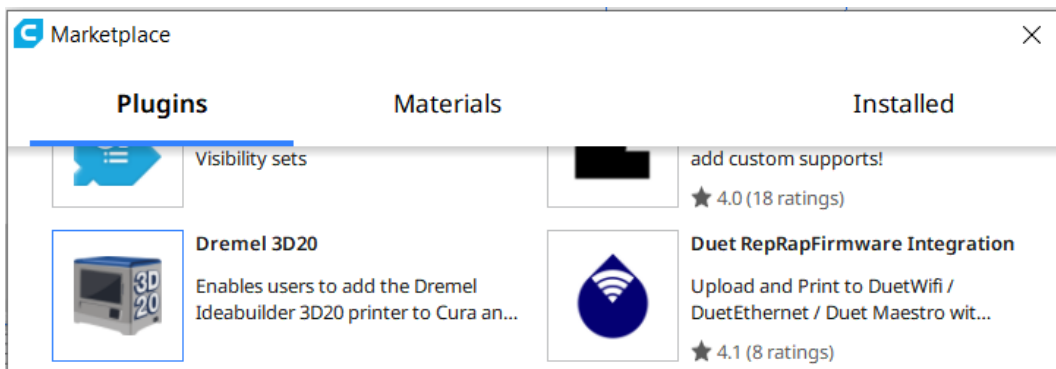 Marketplace
Plugins
Materials
Installed
Visibility sets
add custom supports!
4.0 (18 ratings)
Dremel 3D20
Enables users to add the Dremel
Ideabuilder 3D20 printer to Cura an...
3D
20
Duet RepRapFirmware Integration
Upload and Print to DuetWifi /
DuetEthernet / Duet Maestro wit...
4.1 (8 ratings)